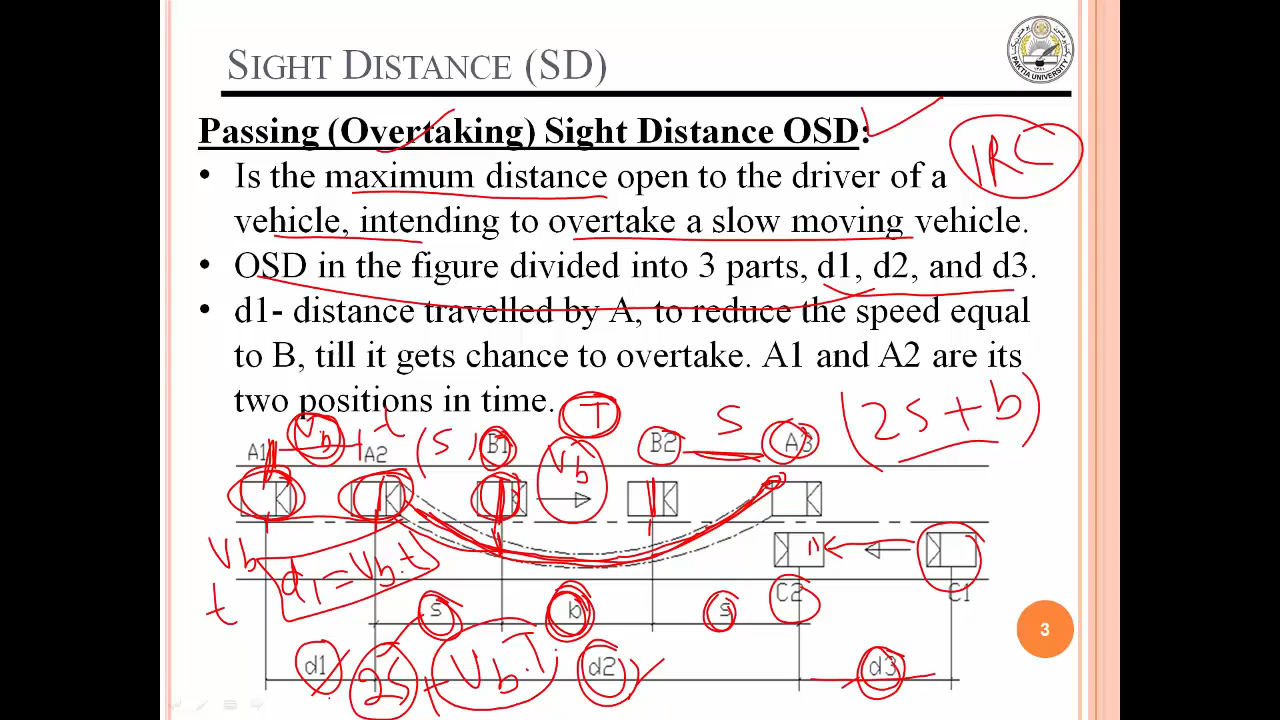 SIGHT DISTANCE (SD)
PAKTIA UNIVERSITY
Passing (Overtaking) Sight Distance OSD:
IRC
• Is the maximum distance open to the driver of a
vehicle, intending to overtake a slow moving vehicle.
• OSD in the figure divided into 3 parts, d1, d2, and d3.
• d1- distance travelled by A, to reduce the speed equal
to B, till it gets chance to overtake. A1 and A2 are its
two positions in time.
T
(2S + b)
A1 Vb t A2 (S) B1 Vb B2 S A3
Vb
t
d1 = Vb.t
C2 C1
s b s
3
d1 2S + Vb.T d2 d3